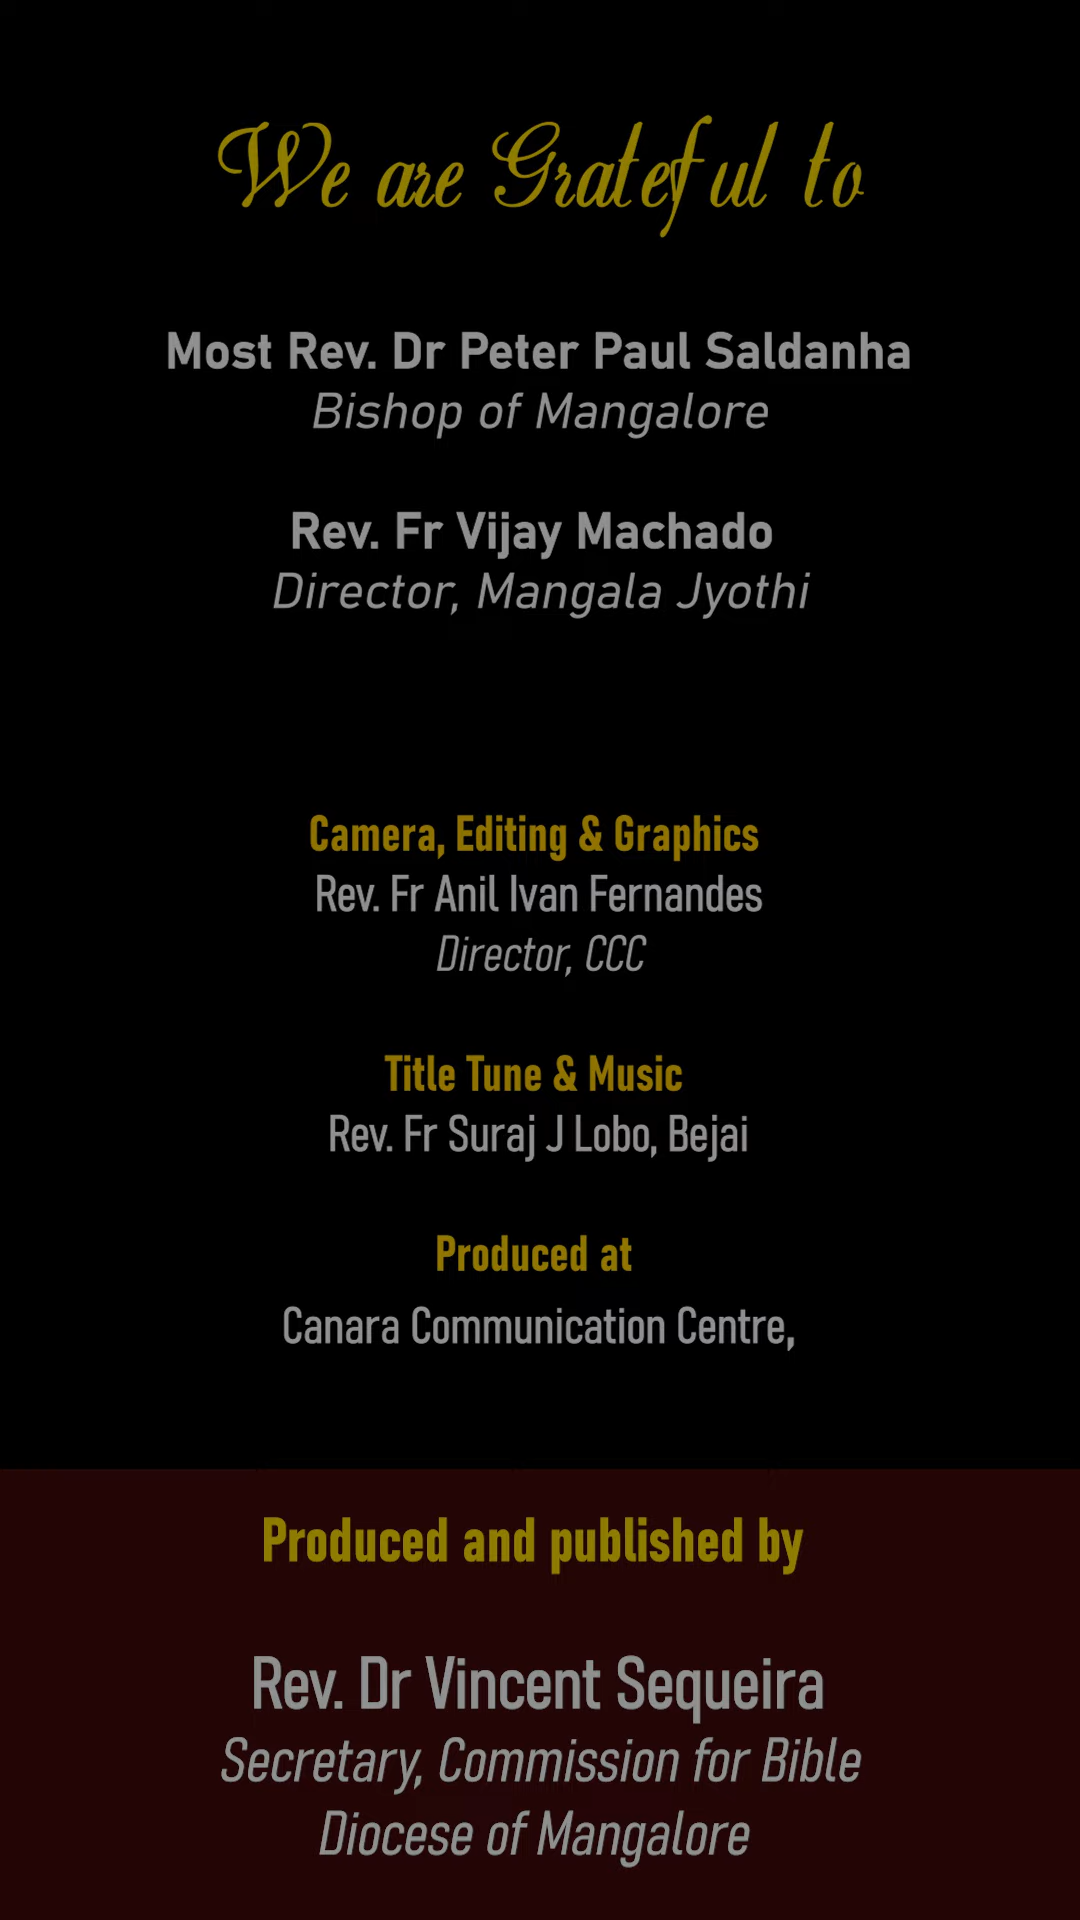 We are Grateful to
Most Rev. Dr Peter Paul Saldanha
Bishop of Mangalore
Rev. Fr Vijay Machado
Director, Mangala Jyothi
Camera, Editing & Graphics
Rev. Fr Anil Ivan Fernandes
Director, CCC
Title Tune & Music
Rev. Fr Suraj J Lobo, Bejai
Produced at
Canara Communication Centre,
Produced and published by
Rev. Dr Vincent Sequeira
Secretary, Commission for Bible
Diocese of Mangalore